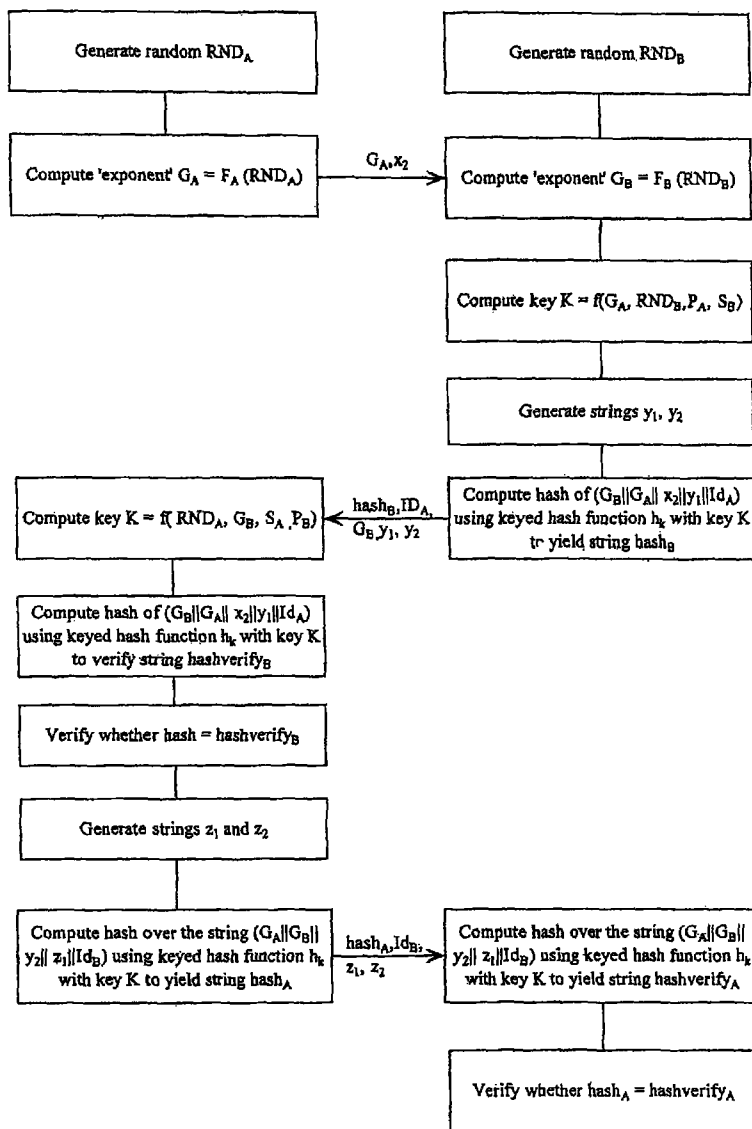 Generate random RND_A
Generate random RND_B
Compute 'exponent' G_A = F_A (RND_A)
G_A,x_2
Compute 'exponent' G_B = F_B (RND_B)
Compute key K = f(G_A, RND_B,P_A, S_B)
Generate strings y_1, y_2
Compute hash of (G_B||G_A|| x_2||y_1||Id_A)
using keyed hash function h_k with key K
to yield string hash_B
hash_B,ID_A,
G_B,y_1, y_2
Compute key K = f( RND_A, G_B, S_A ,P_B)
Compute hash of (G_B||G_A|| x_2||y_1||Id_A)
using keyed hash function h_k with key K
to verify string hashverify_B
Verify whether hash = hashverify_B
Generate strings z_1 and z_2
Compute hash over the string (G_A||G_B||
y_2|| z_1||Id_B) using keyed hash function h_k
with key K to yield string hash_A
hash_A,Id_B,
z_1, z_2
Compute hash over the string (G_A||G_B||
y_2|| z_1||Id_B) using keyed hash function h_k
with key K to yield string hashverify_A
Verify whether hash_A = hashverify_A